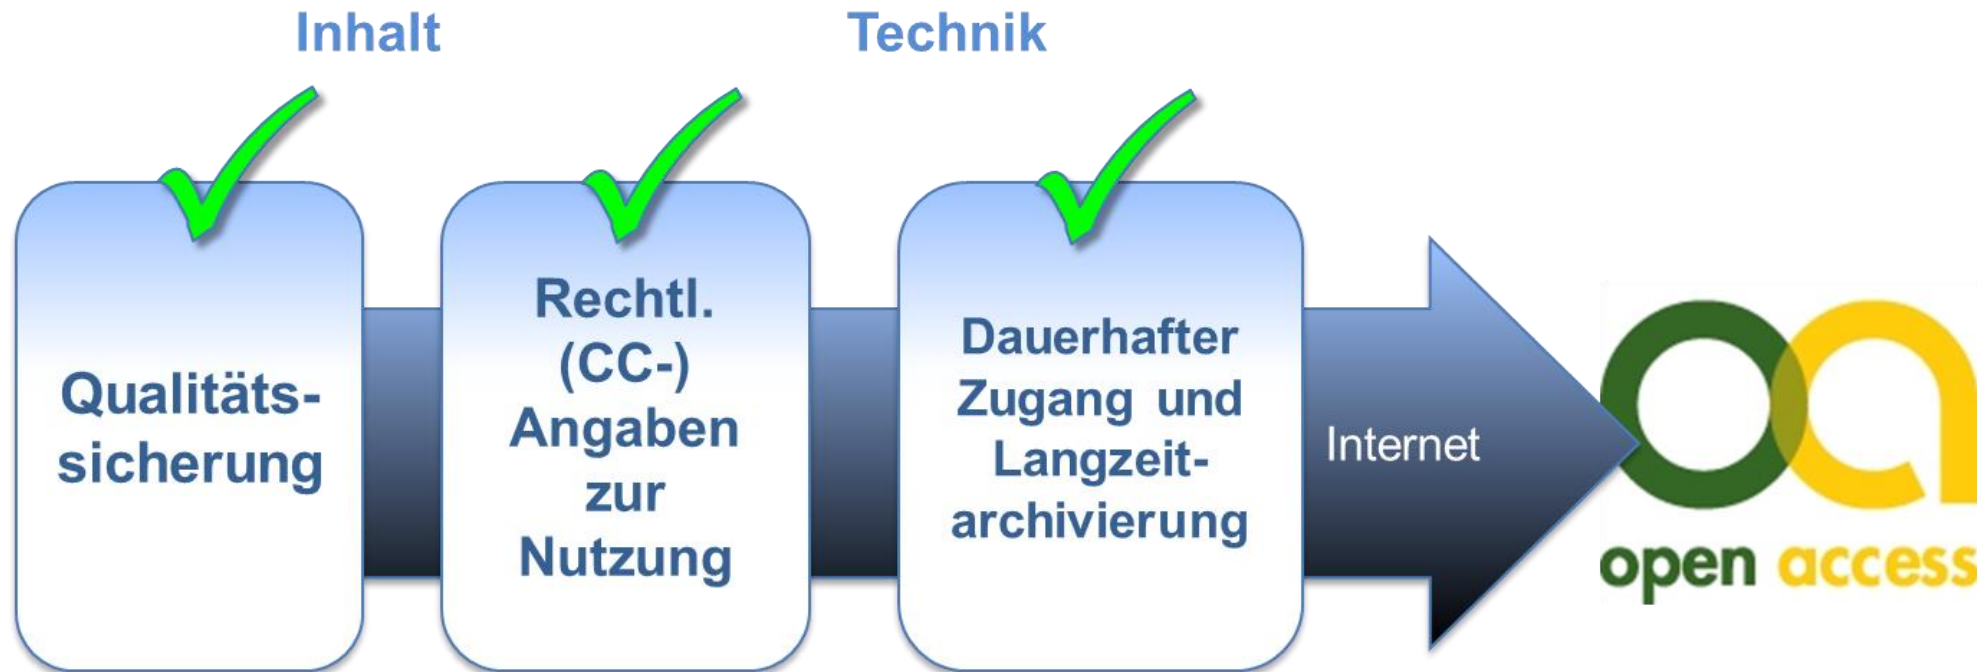 Inhalt
Technik
Qualitäts-
sicherung
Rechtl.
(CC-)
Angaben
zur
Nutzung
Dauerhafter
Zugang und
Langzeit-
archivierung
Internet
open access